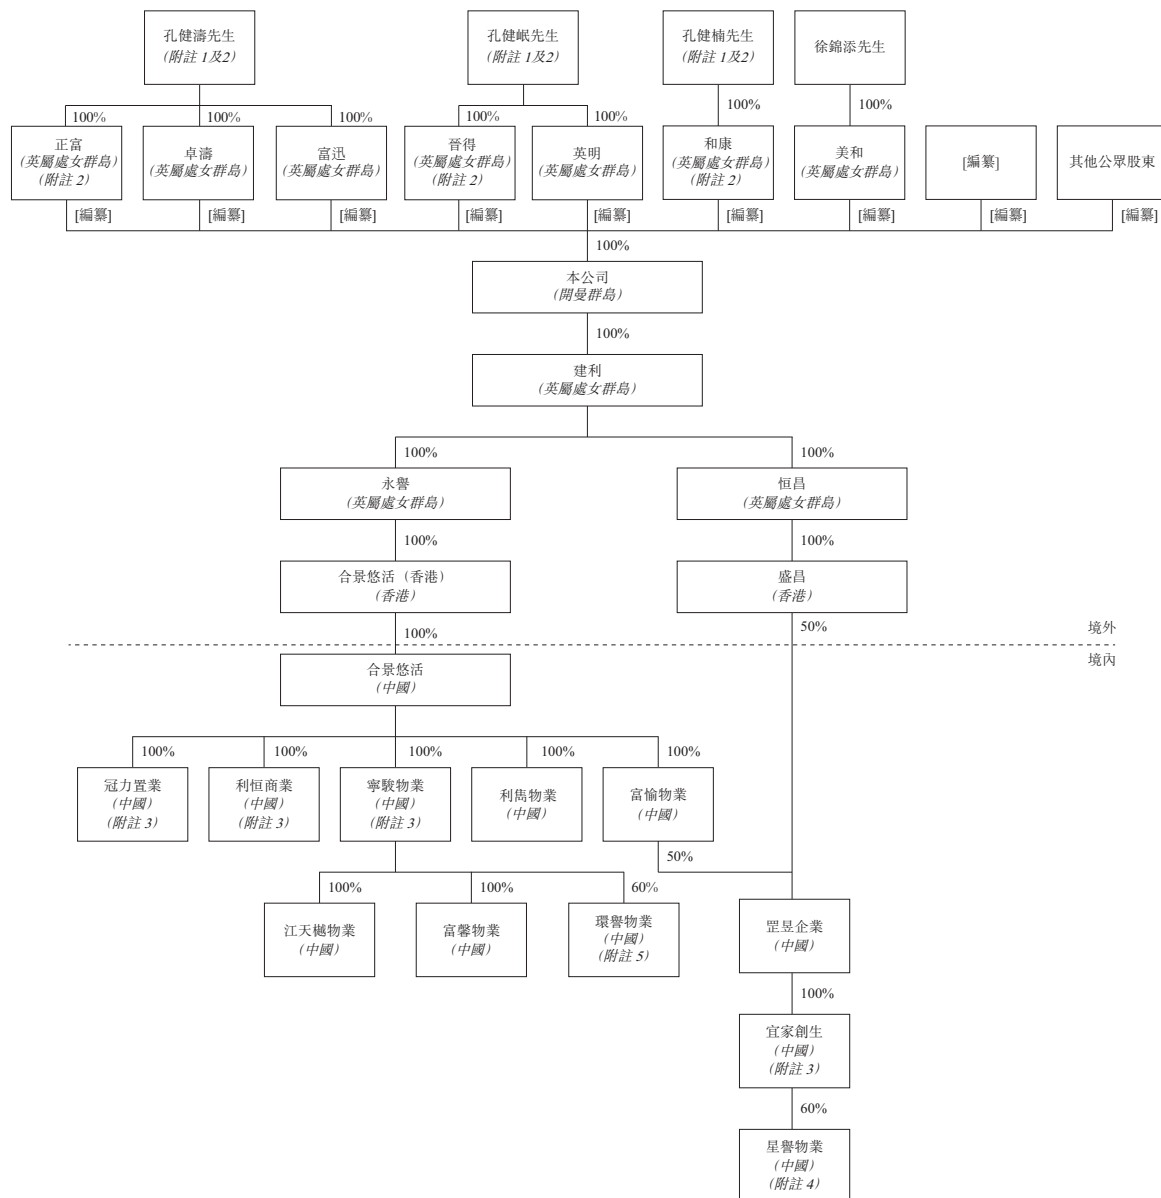 孔健濤先生
(附註 1及2)
孔健岷先生
(附註 1及2)
孔健楠先生
(附註 1及2)
徐錦添先生
100%
100%
100%
100%
100%
100%
100%
正富
(英屬處女群島)
(附註 2)
卓濤
(英屬處女群島)
富迅
(英屬處女群島)
晉得
(英屬處女群島)
(附註 2)
英明
(英屬處女群島)
和康
(英屬處女群島)
(附註 2)
美和
(英屬處女群島)
[編纂]
其他公眾股東
[編纂]
[編纂]
[編纂]
[編纂]
[編纂]
[編纂]
[編纂]
[編纂]
[編纂]
100%
本公司
(開曼群島)
100%
建利
(英屬處女群島)
100%
100%
永譽
(英屬處女群島)
恒昌
(英屬處女群島)
100%
100%
合景悠活（香港）
(香港)
盛昌
(香港)
100%
50%
境外
境內
合景悠活
(中國)
100%
100%
100%
100%
100%
冠力置業
(中國)
(附註 3)
利恒商業
(中國)
(附註 3)
寧駿物業
(中國)
(附註 3)
利雋物業
(中國)
富愉物業
(中國)
50%
100%
100%
60%
江天樾物業
(中國)
富馨物業
(中國)
環譽物業
(中國)
(附註 5)
罡昱企業
(中國)
100%
宜家創生
(中國)
(附註 3)
60%
星譽物業
(中國)
(附註 4)